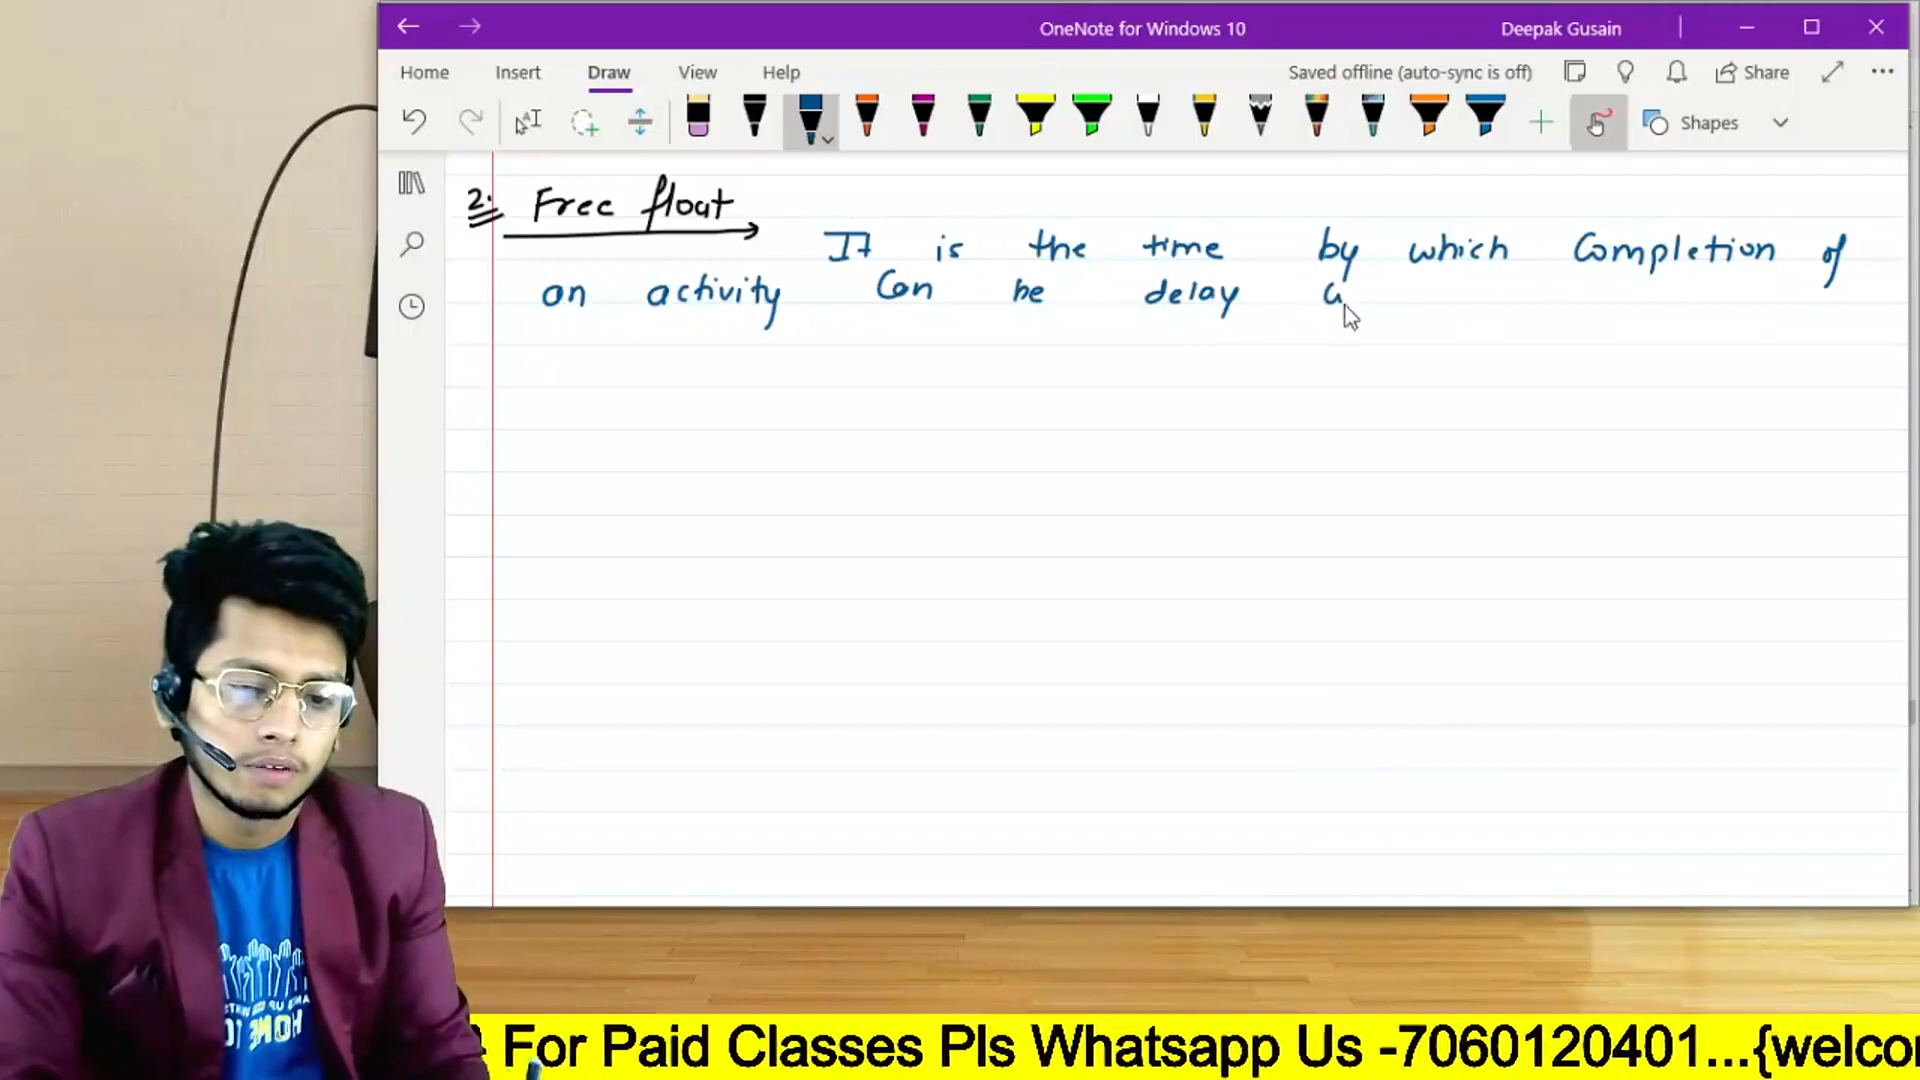 OneNote for Windows 10 Deepak Gusain
Home Insert Draw View Help Saved offline (auto-sync is off) Share
Shapes
2. Free float
It is the time by which Completion of
an activity Can be delay a
For Paid Classes Pls Whatsapp Us -7060120401...{welco